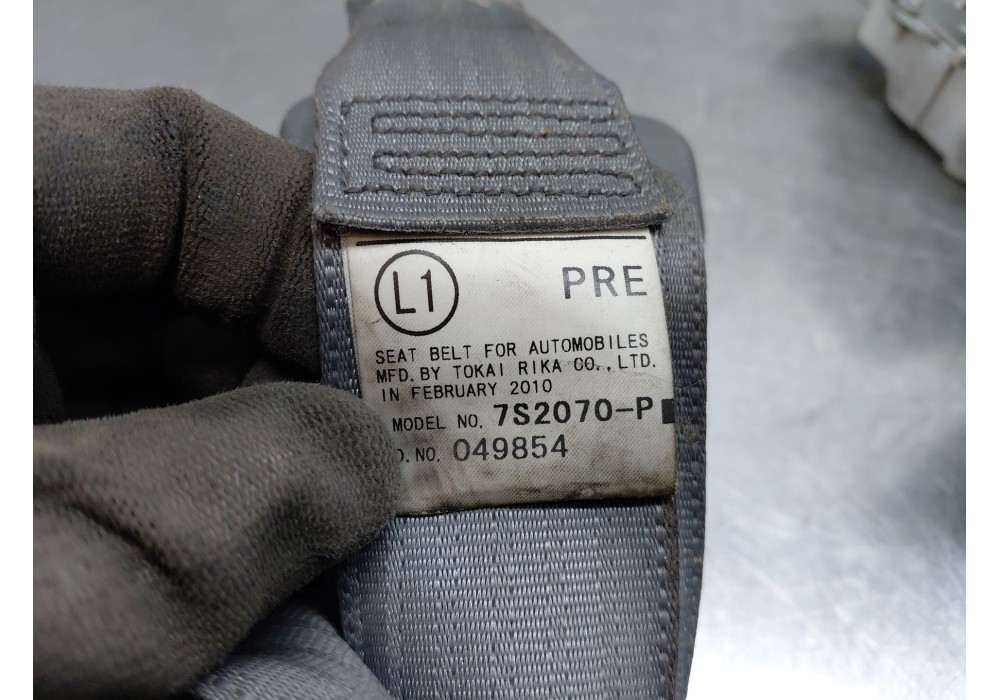 L1 PRE
SEAT BELT FOR AUTOMOBILES
MFD. BY TOKAI RIKA CO., LTD.
IN FEBRUARY 2010
MODEL NO. 7S2070-P
NO. 049854